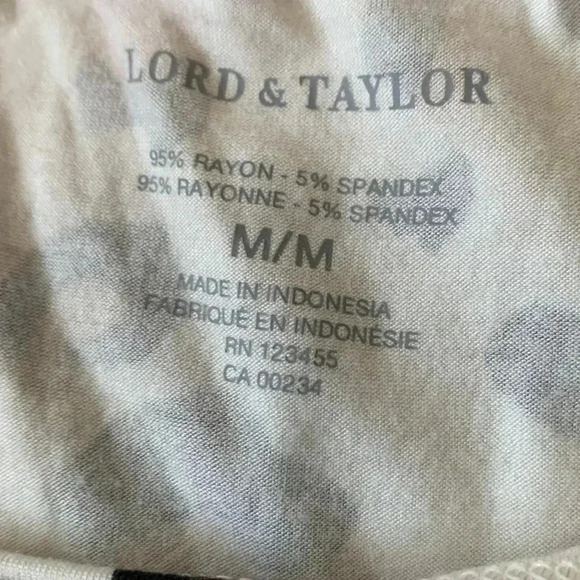 LORD & TAYLOR
95% RAYON - 5% SPANDEX
95% RAYONNE - 5% SPANDEX
M/M
MADE IN INDONESIA
FABRIQUÉ EN INDONÉSIE
RN 123455
CA 00234